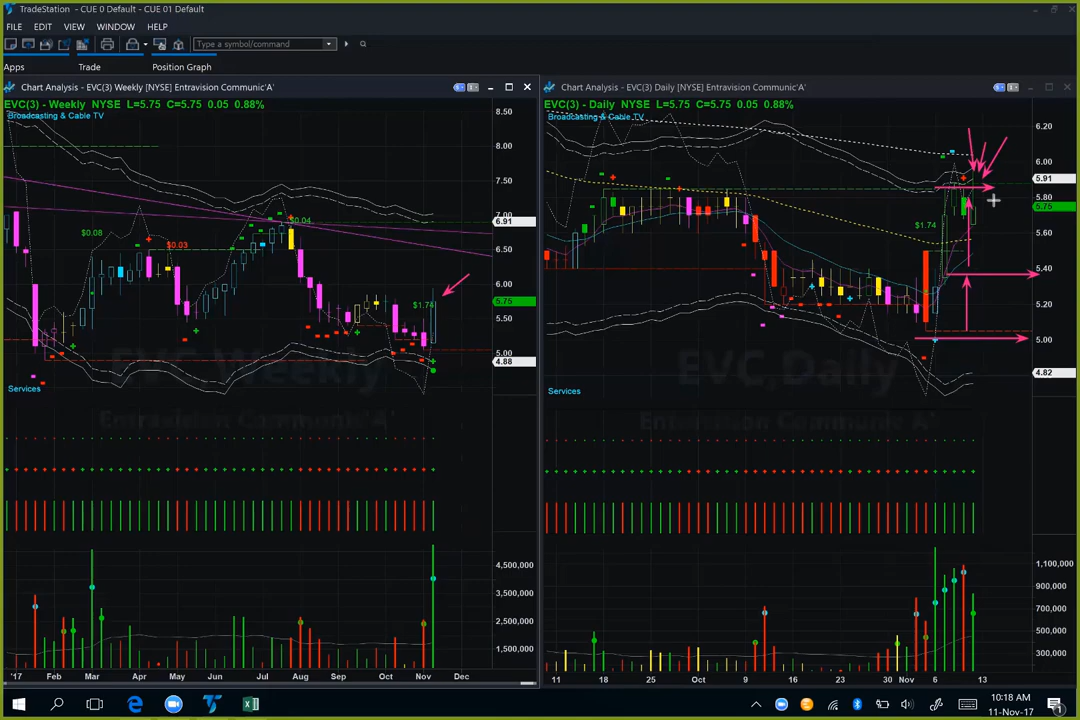 TradeStation - CUE 0 Default - CUE 01 Default
FILE EDIT VIEW WINDOW HELP
Type a symbol/command
Apps Trade Position Graph
Chart Analysis - EVC(3) Weekly [NYSE] Entravision Communic'A'
EVC(3) - Weekly NYSE L=5.75 C=5.75 0.05 0.88%
Broadcasting & Cable TV
8.50
8.00
7.00
6.91
6.50
6.00
5.75
5.50
5.00
4.88
$0.08
$0.03
$0.04
$1.74
EVC,Weekly
Entravision Communic'A'
Services
4,500,000
3,500,000
2,500,000
1,500,000
'17 Feb Mar Apr May Jun Jul Aug Sep Oct Nov Dec
Chart Analysis - EVC(3) Daily [NYSE] Entravision Communic'A'
EVC(3) - Daily NYSE L=5.75 C=5.75 0.05 0.88%
Broadcasting & Cable TV
6.20
6.00
5.91
5.80
5.75
5.60
5.40
5.20
5.00
4.82
$1.74
EVC,Daily
Entravision Communic'A'
Services
1,100,000
900,000
700,000
500,000
300,000
11 18 25 Oct 9 16 23 30 Nov 6 13
10:18 AM
11-Nov-17